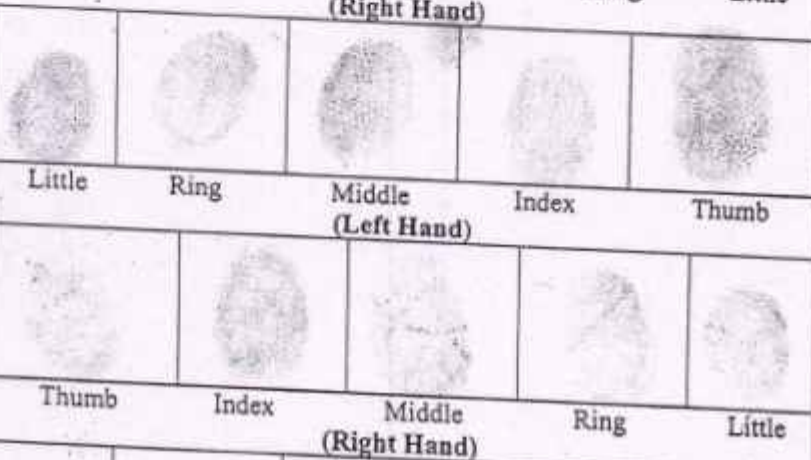 (Right Hand)
Little Ring Middle Index Thumb
(Left Hand)
Thumb Index Middle Ring Little
(Right Hand)